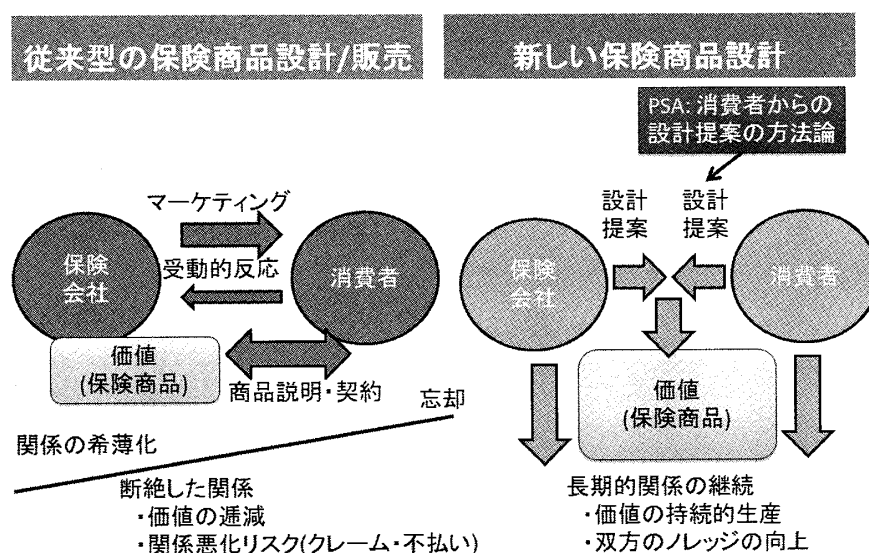 従来型の保険商品設計/販売
マーケティング
保険
会社
受動的反応
消費者
価値
(保険商品)
商品説明・契約
忘却
関係の希薄化
断絶した関係
・価値の逓減
・関係悪化リスク(クレーム・不払い)
新しい保険商品設計
PSA: 消費者からの
設計提案の方法論
設計
提案
設計
提案
保険
会社
消費者
価値
(保険商品)
長期的関係の継続
・価値の持続的生産
・双方のノレッジの向上